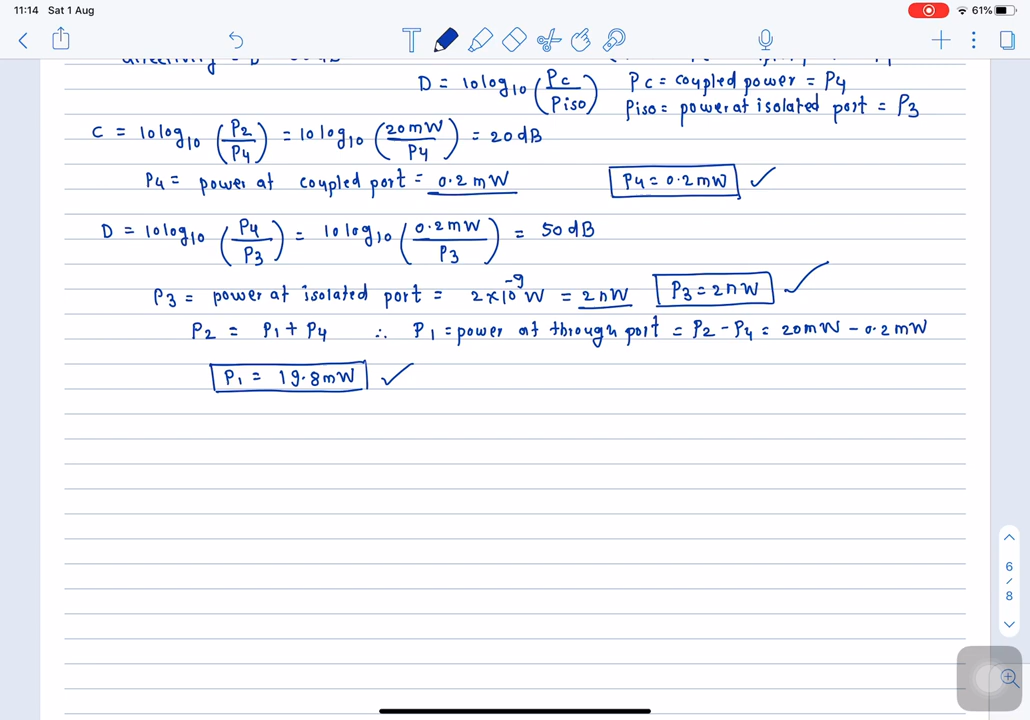 11:14 Sat 1 Aug 61%
D = 10log10 (Pc/Piso) Pc = coupled power = P4
Piso = power at isolated port = P3
C = 10log10 (P2/P4) = 10log10 (20mW/P4) = 20dB
P4 = power at coupled port = 0.2mW P4 = 0.2mW ✓
D = 10log10 (P4/P3) = 10log10 (0.2mW/P3) = 50dB
P3 = power at isolated port = 2×10⁻⁹W = 2nW P3 = 2nW ✓
P2 = P1 + P4 ∴ P1 = power at through port = P2 - P4 = 20mW - 0.2mW
P1 = 19.8mW ✓
6
/
8